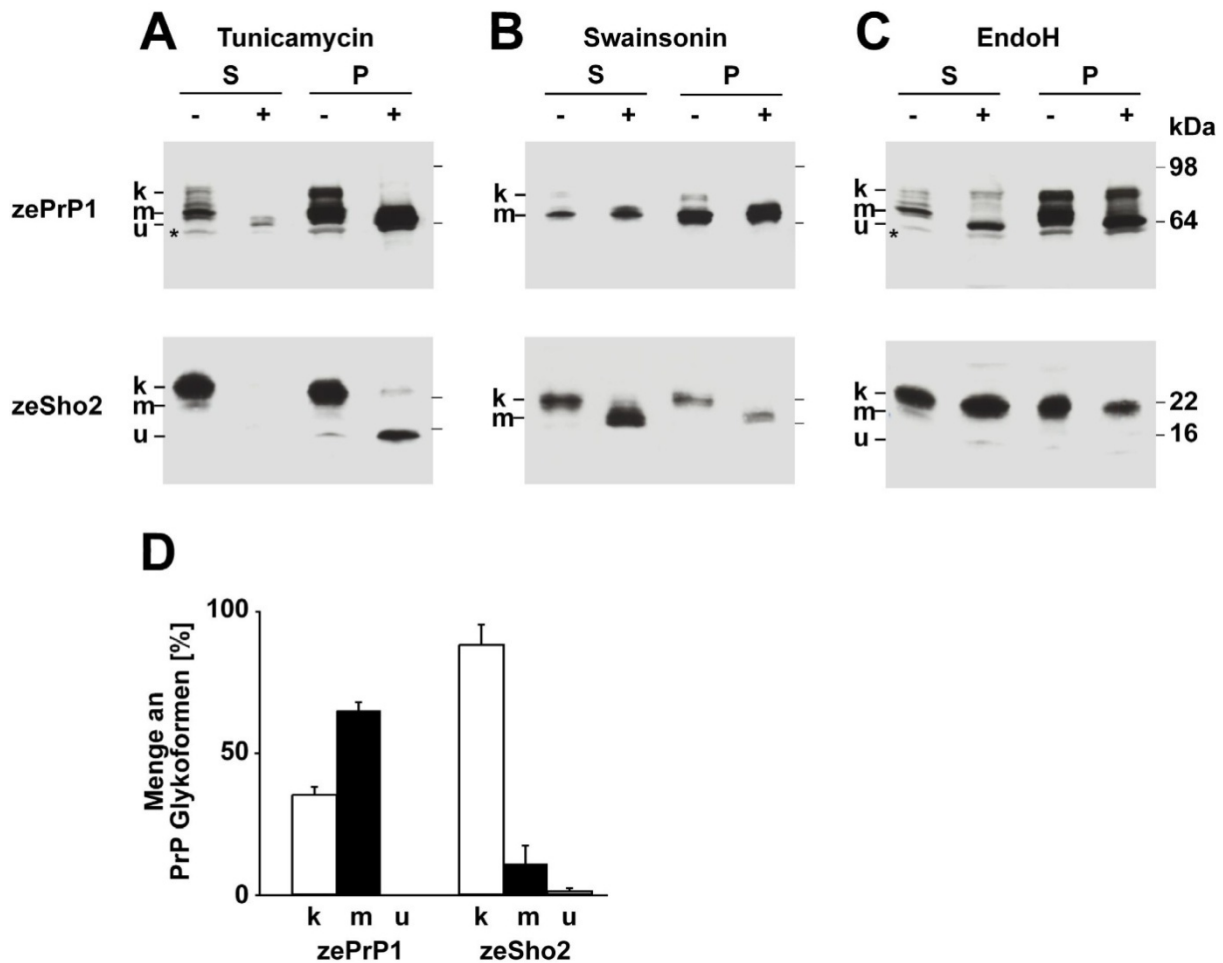 A Tunicamycin B Swainsonin C EndoH
S P S P S P
- + - + - + - + - + - + kDa
zePrP1 k m u * k m k m u * 98 64
zeSho2 k m u k m k m u 22 16
D
Menge an
PrP Glykoformen [%]
100
50
0
k m u k m u
zePrP1 zeSho2